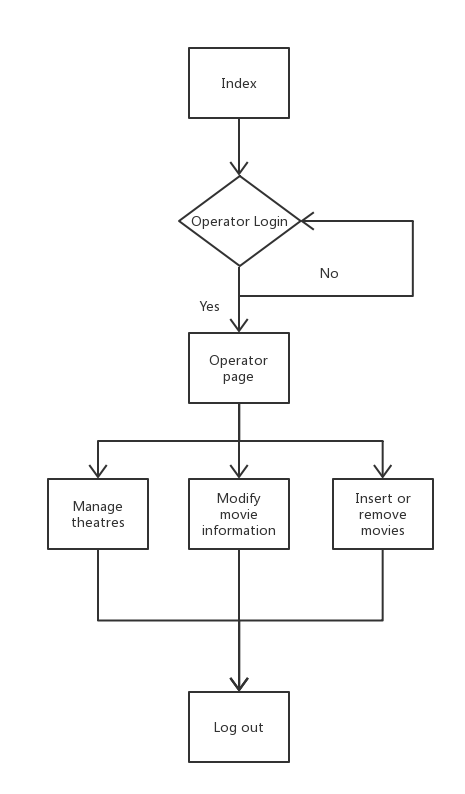 Index
Operator Login
No
Yes
Operator
page
Manage
theatres
Modify
movie
information
Insert or
remove
movies
Log out